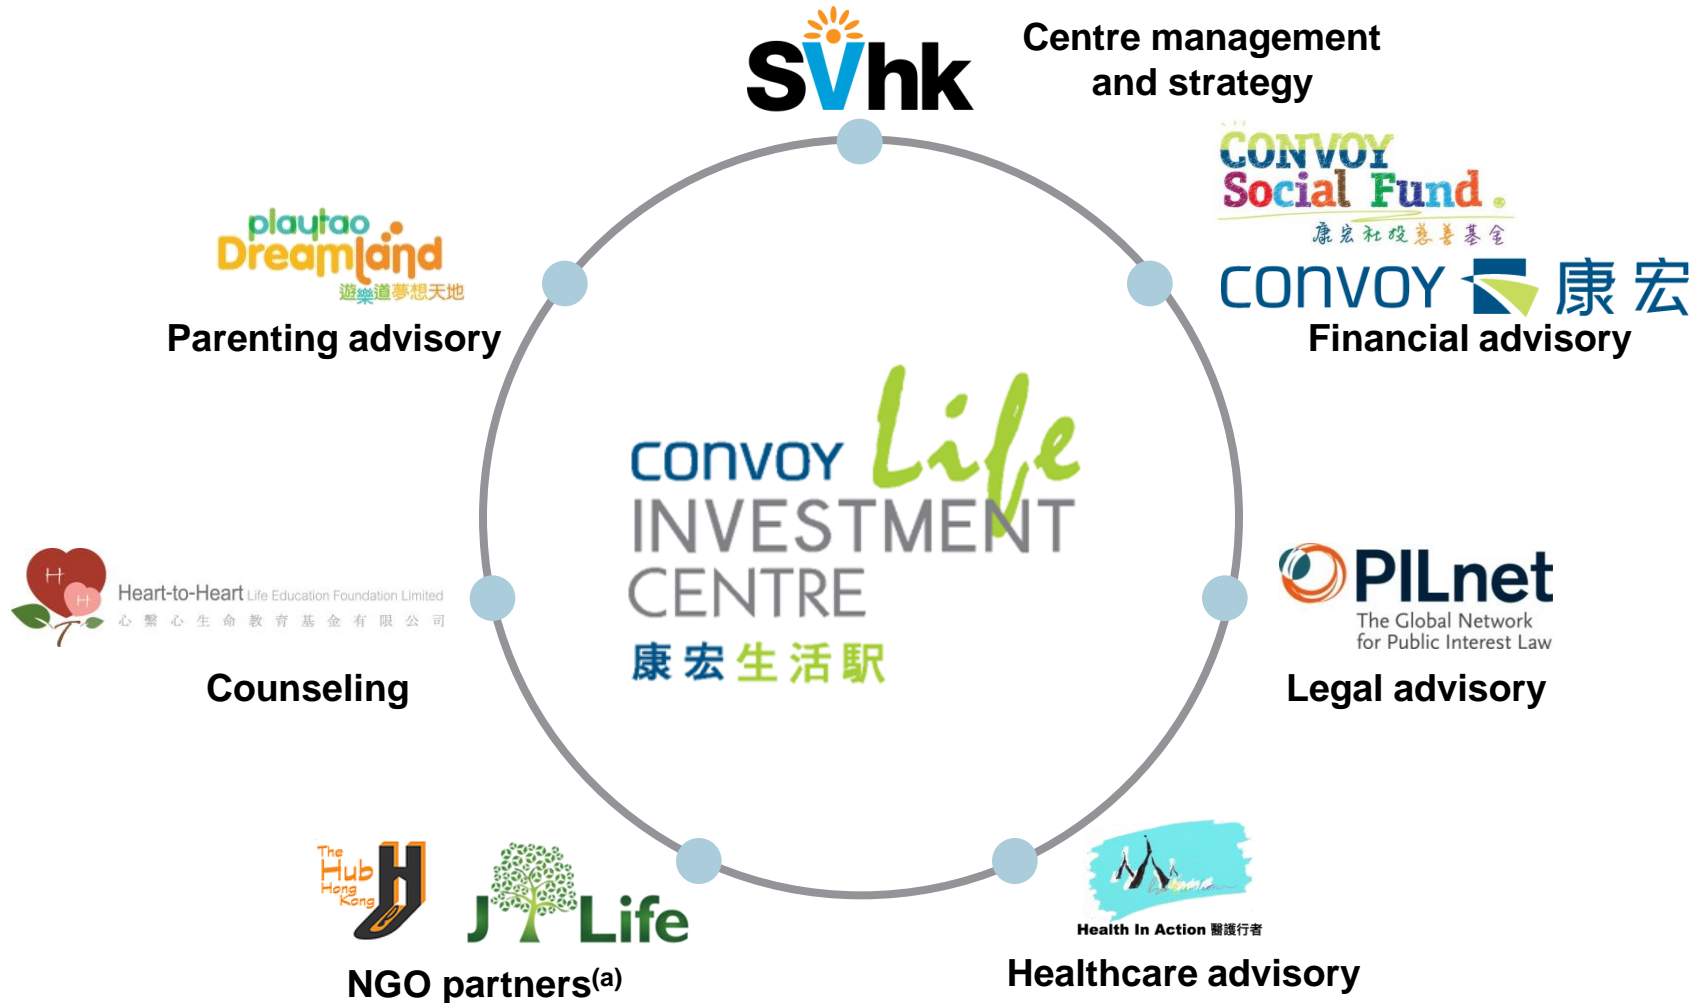 SVhk
Centre management
and strategy
CONVOY
Social Fund
康宏社投慈善基金
CONVOY 康宏
Financial advisory
playtao
Dreamland
遊樂道夢想天地
Parenting advisory
CONVOY Life
INVESTMENT
CENTRE
康宏生活駅
H
H
Heart-to-Heart Life Education Foundation Limited
心繫心生命教育基金有限公司
Counseling
PILnet
The Global Network
for Public Interest Law
Legal advisory
The
Hub
Hong
Kong
H
J Life
NGO partners(a)
Health In Action 醫護行者
Healthcare advisory